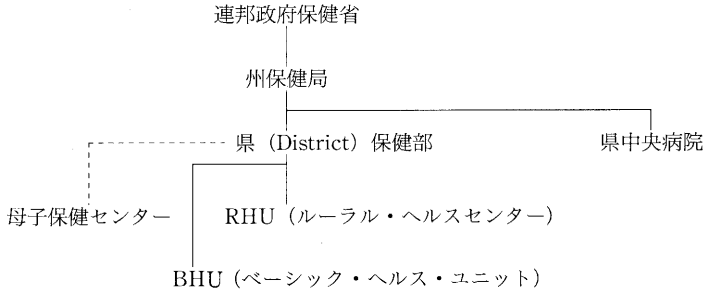 連邦政府保健省
州保健局
県（District）保健部
県中央病院
母子保健センター
RHU（ルーラル・ヘルスセンター）
BHU（ベーシック・ヘルス・ユニット）